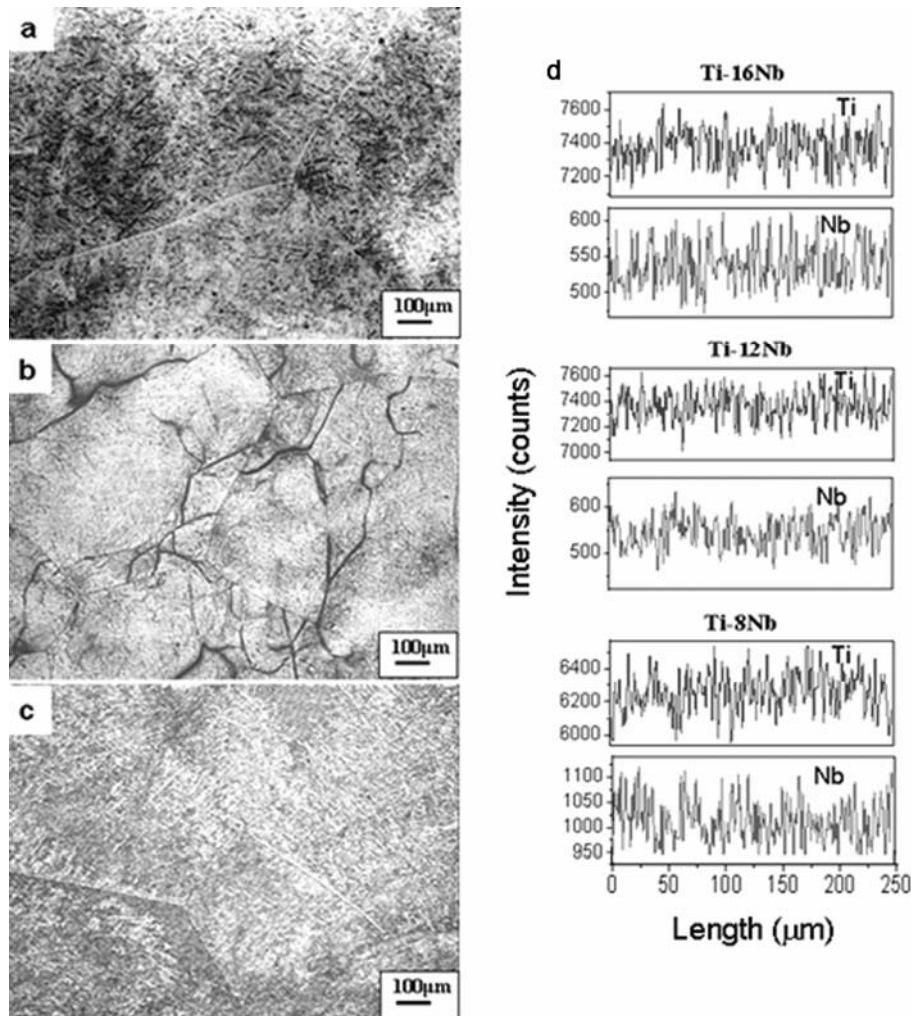 a
100μm
b
100μm
c
100μm
d
Ti-16Nb
7600
7400
7200
Ti
600
550
500
Nb
Ti-12Nb
7600
7400
7200
7000
Ti
600
500
Nb
Ti-8Nb
6400
6200
6000
Ti
1100
1050
1000
950
Nb
0 50 100 150 200 250
Length (μm)
Intensity (counts)